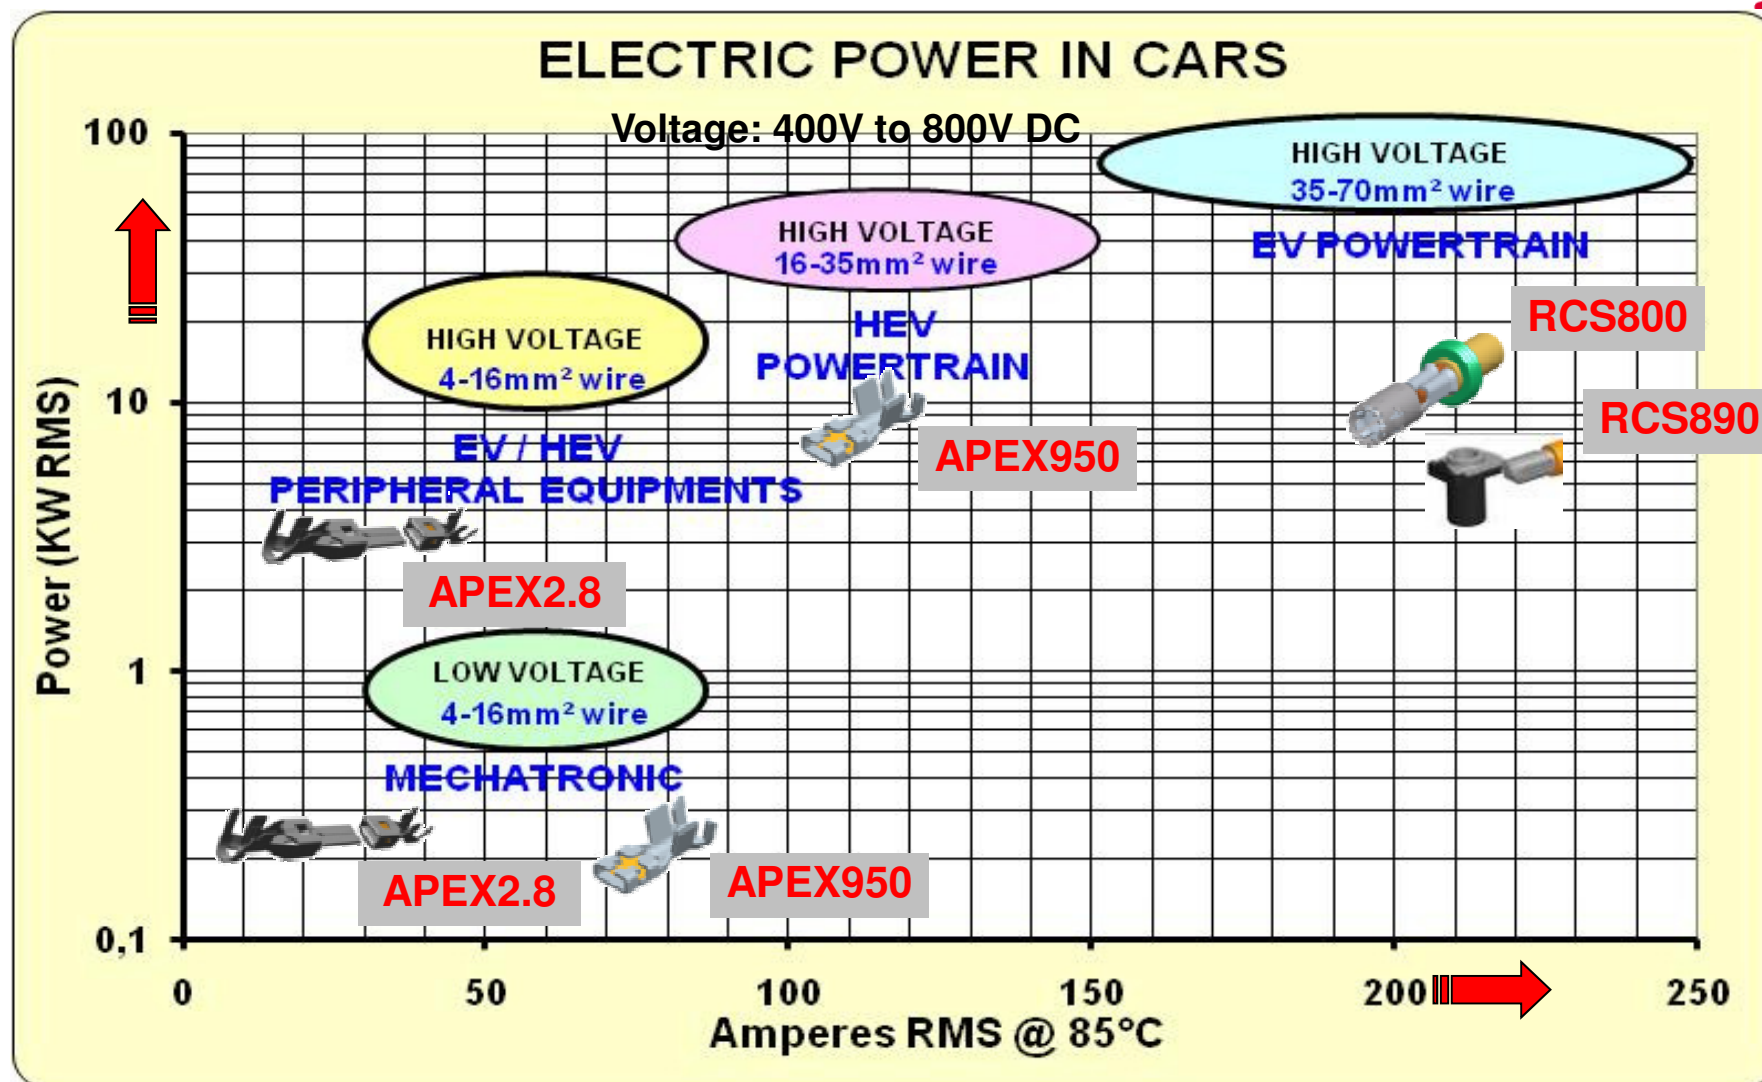 ELECTRIC POWER IN CARS
Voltage: 400V to 800V DC
100
10
1
0,1
Power (KW RMS)
HIGH VOLTAGE
35-70mm² wire
EV POWERTRAIN
HIGH VOLTAGE
16-35mm² wire
HEV
POWERTRAIN
HIGH VOLTAGE
4-16mm² wire
EV / HEV
PERIPHERAL EQUIPMENTS
RCS800
RCS890
APEX950
APEX2.8
LOW VOLTAGE
4-16mm² wire
MECHATRONIC
APEX2.8
APEX950
0
50
100
150
200
250
Amperes RMS @ 85°C